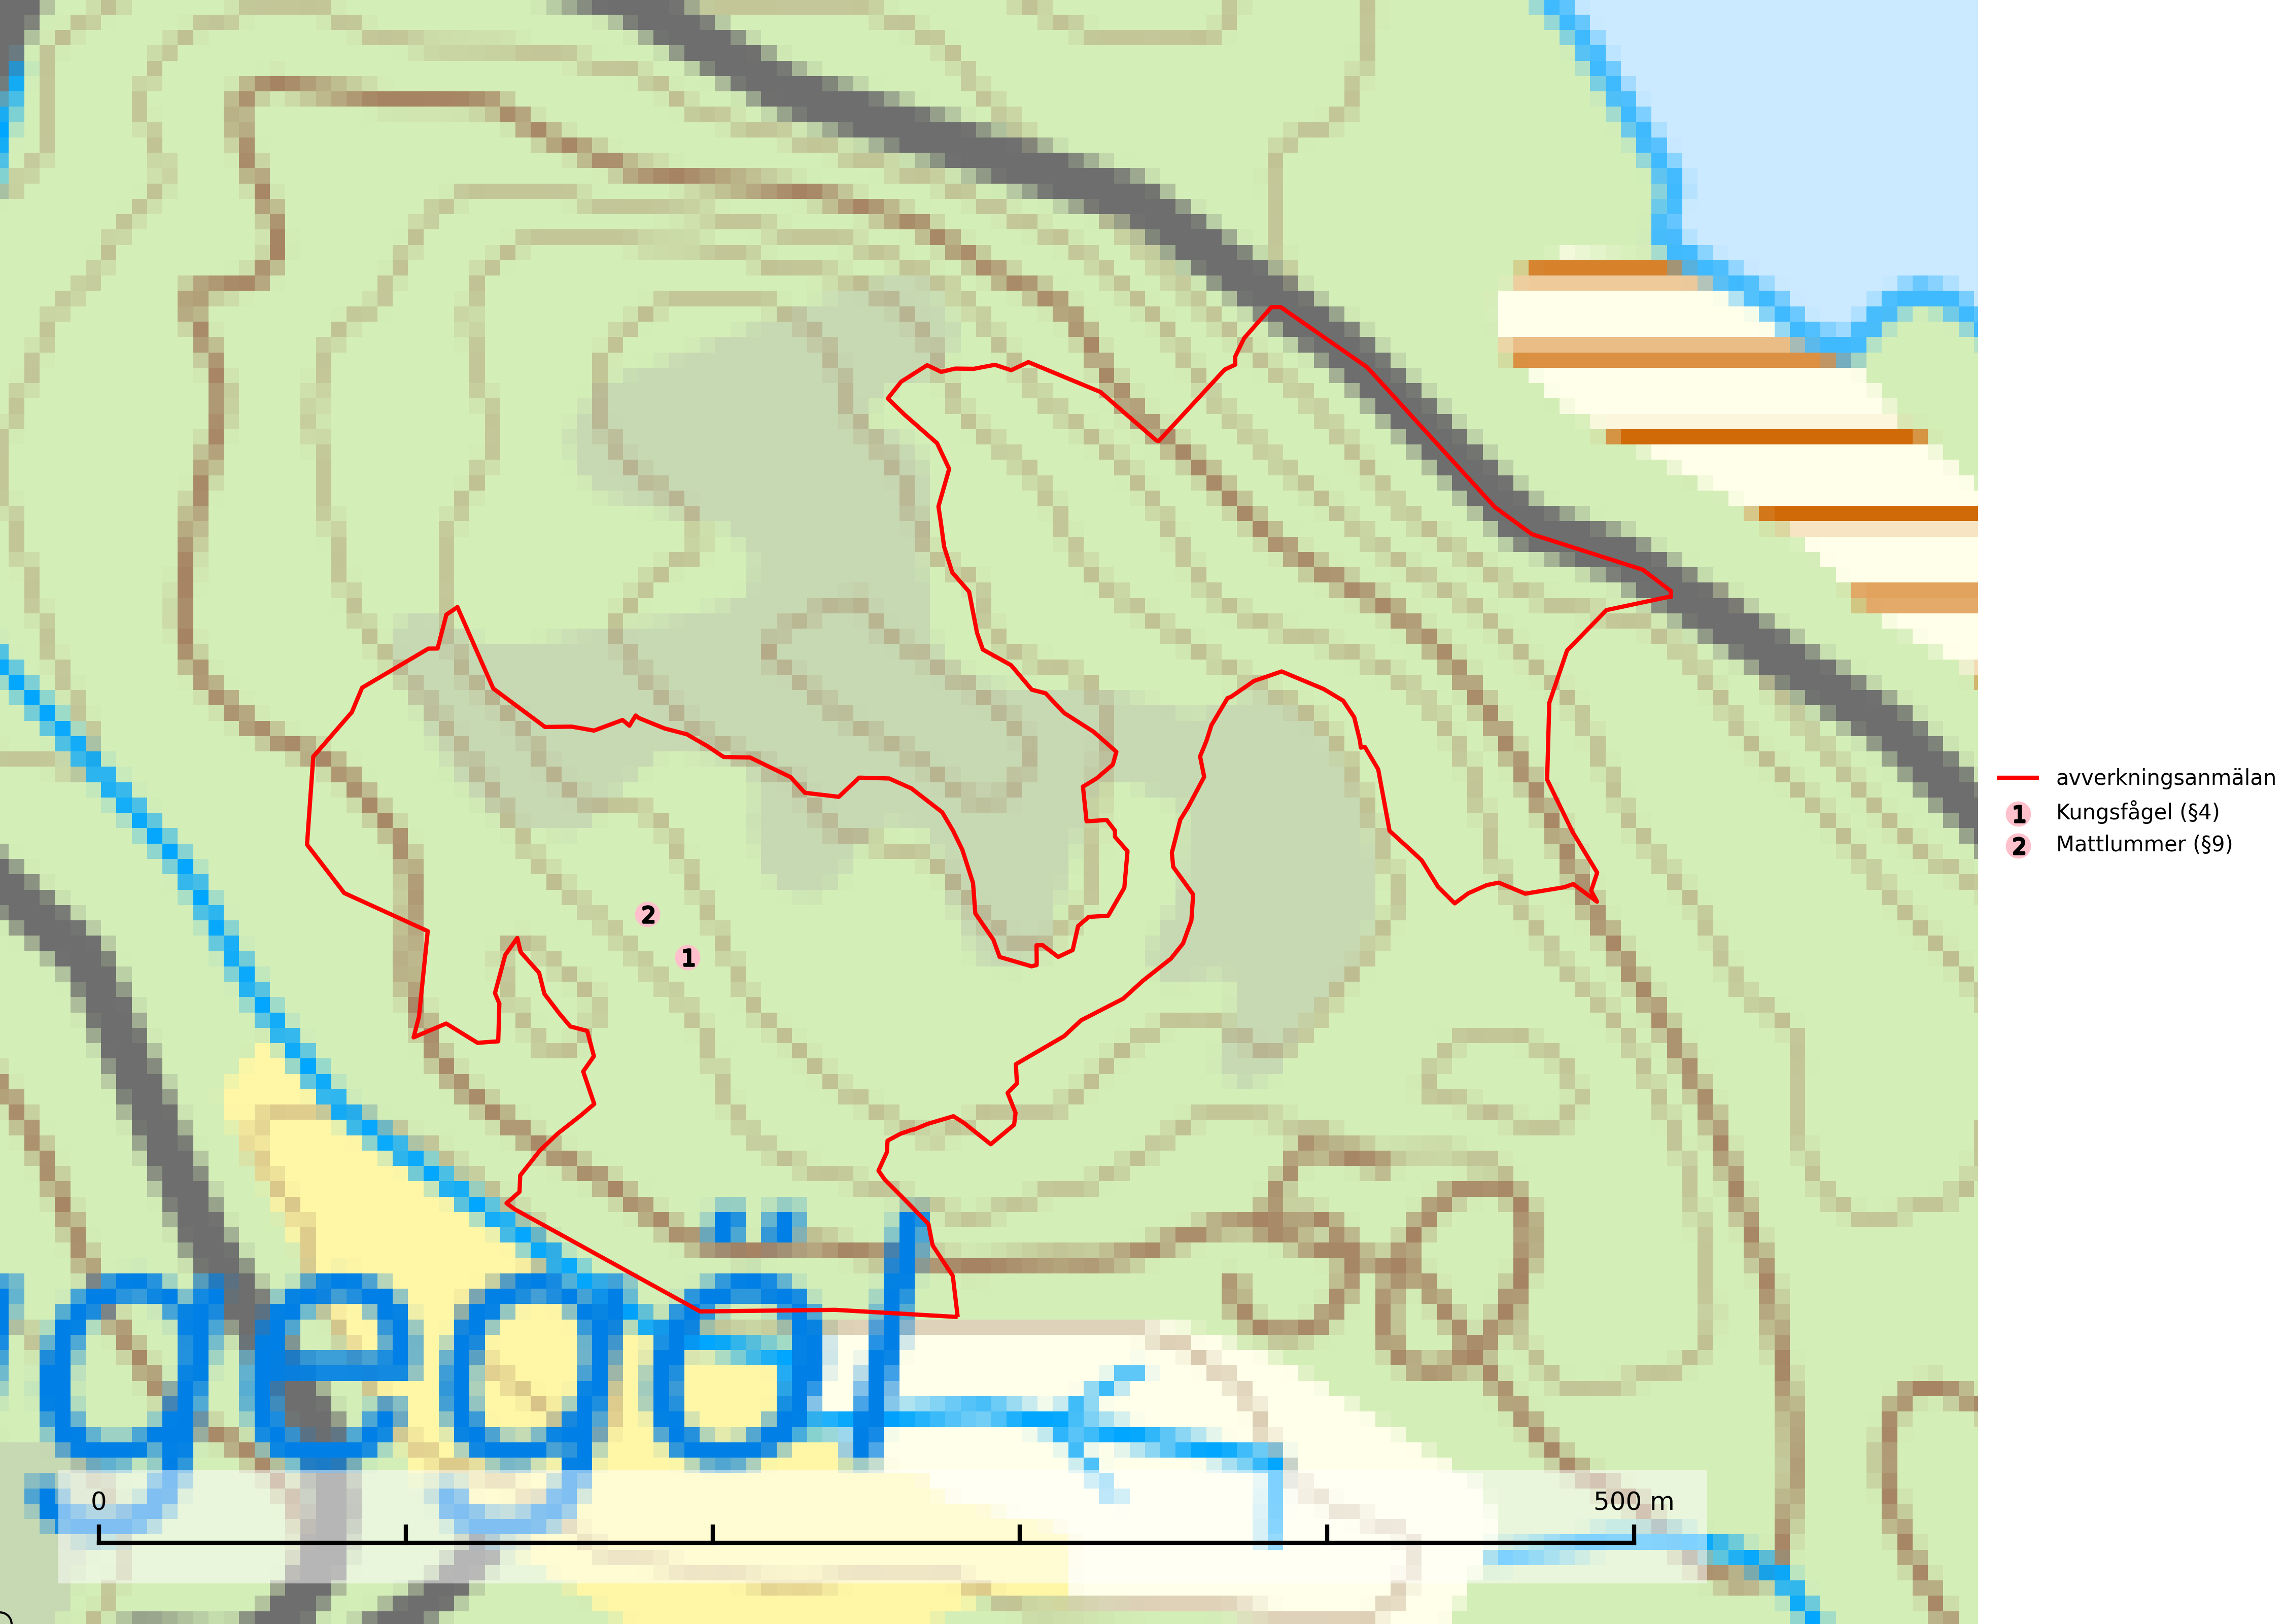 avverkningsanmälan
1 Kungsfågel (§4)
2 Mattlummer (§9)
2
1
0 500 m